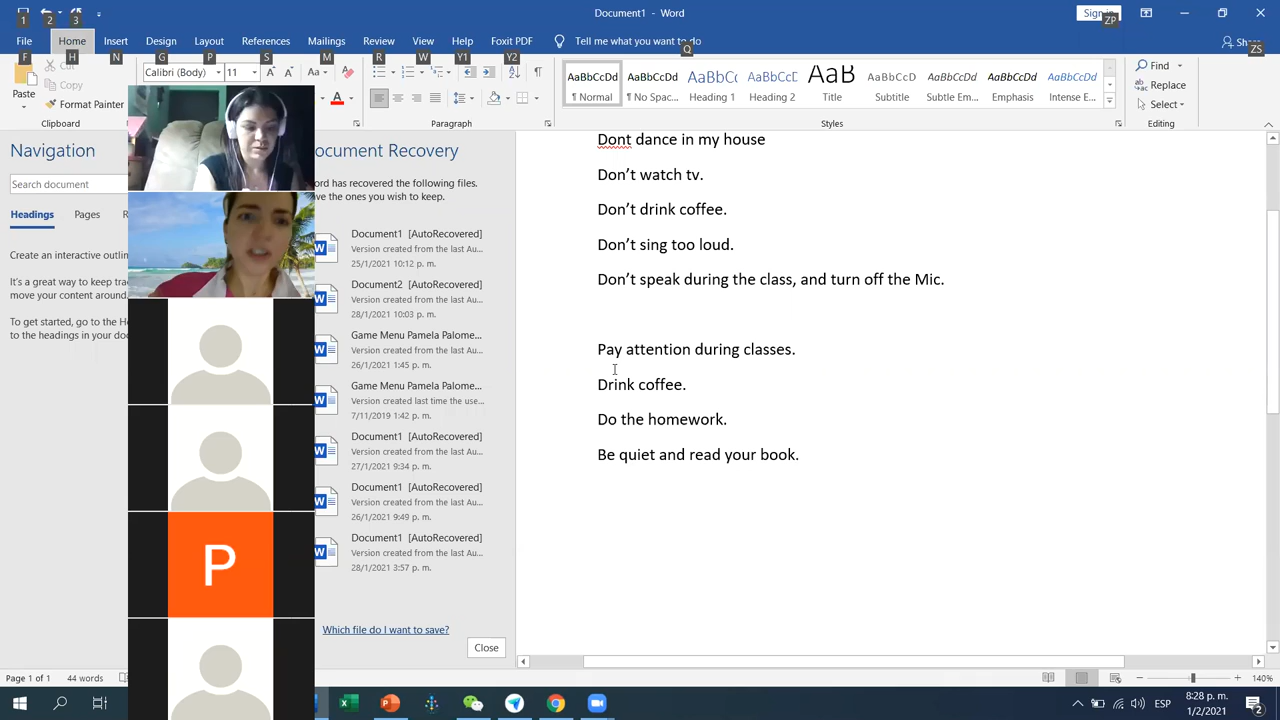 ZP
File
Home
Design
Layout
References
Mailings
Review
View
Help
Foxit PDF
Tell me what you want to do
F
H
N
G
P
S
M
R
W
Y1
Y2
Q
ZS
Paste
Cut
Copy
Format Painter
Calibri (Body)
11
AaBbCcDd
¶ Normal
AaBbCcDd
¶ No Spac...
Heading 1
Heading 2
AaB
Title
AaBbCcD
Subtitle
AaBbCcDd
Subtle Em...
AaBbCcDd
Emphasis
AaBbCcDd
Intense E...
Find
Replace
Select
Clipboard
Paragraph
Styles
Editing
Navigation
Search document
Headings
Pages
Create an interactive
It's a great way to keep
move your content around
To get started, go to the
to the headings in your
ord has recovered the following files.
ve the ones you wish to keep.
Document1 [AutoRecovered]
Version created from the last Au...
25/1/2021 10:12 p. m.
Document2 [AutoRecovered]
Version created from the last Au...
28/1/2021 10:03 p. m.
Game Menu Pamela Palome...
Version created from the last Au...
26/1/2021 1:45 p. m.
Game Menu Pamela Palome...
Version created last time the use...
7/11/2019 1:42 p. m.
Document1 [AutoRecovered]
Version created from the last Au...
27/1/2021 9:34 p. m.
Document1 [AutoRecovered]
Version created from the last Au...
26/1/2021 9:49 p. m.
Document1 [AutoRecovered]
Version created from the last Au...
28/1/2021 3:57 p. m.
Which file do I want to save?
Close
P
Dont dance in my house
Don't watch tv.
Don't drink coffee.
Don't sing too loud.
Don't speak during the class, and turn off the Mic.
Pay attention during classes.
Drink coffee.
Do the homework.
Be quiet and read your book.
Page 1 of 1
44 words
140%
ESP
8:28 p. m.
1/2/2021
2